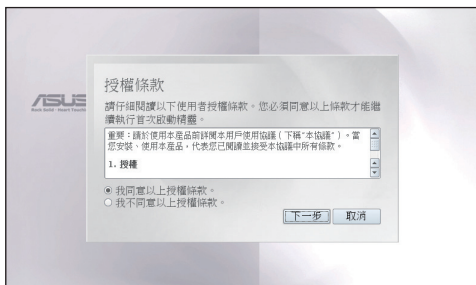 ASUS
Rock Solid · Heart Touching
授權條款
請仔細閱讀以下使用者授權條款。您必須同意以上條款才能繼
續執行首次啟動精靈。
重要：請於使用本產品前詳閱本用戶使用協議（下稱"本協議"）。當
您安裝、使用本產品，代表您已閱讀並接受本協議中所有條款。
1. 授權
我同意以上授權條款。
我不同意以上授權條款。
下一步 取消